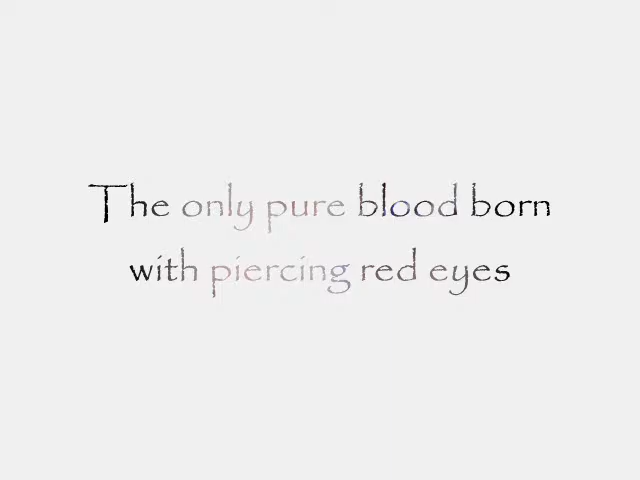 The only pure blood born
with piercing red eyes